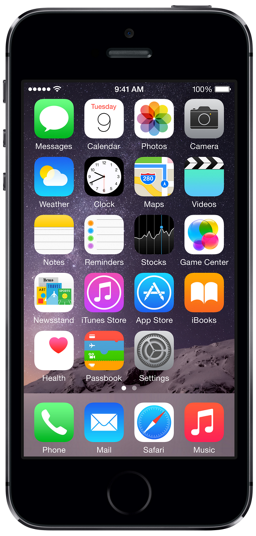 9:41 AM 100%
Tuesday
9
Messages Calendar Photos Camera
280
Weather Clock Maps Videos
Notes Reminders Stocks Game Center
Newsstand iTunes Store App Store iBooks
Health Passbook Settings
Phone Mail Safari Music